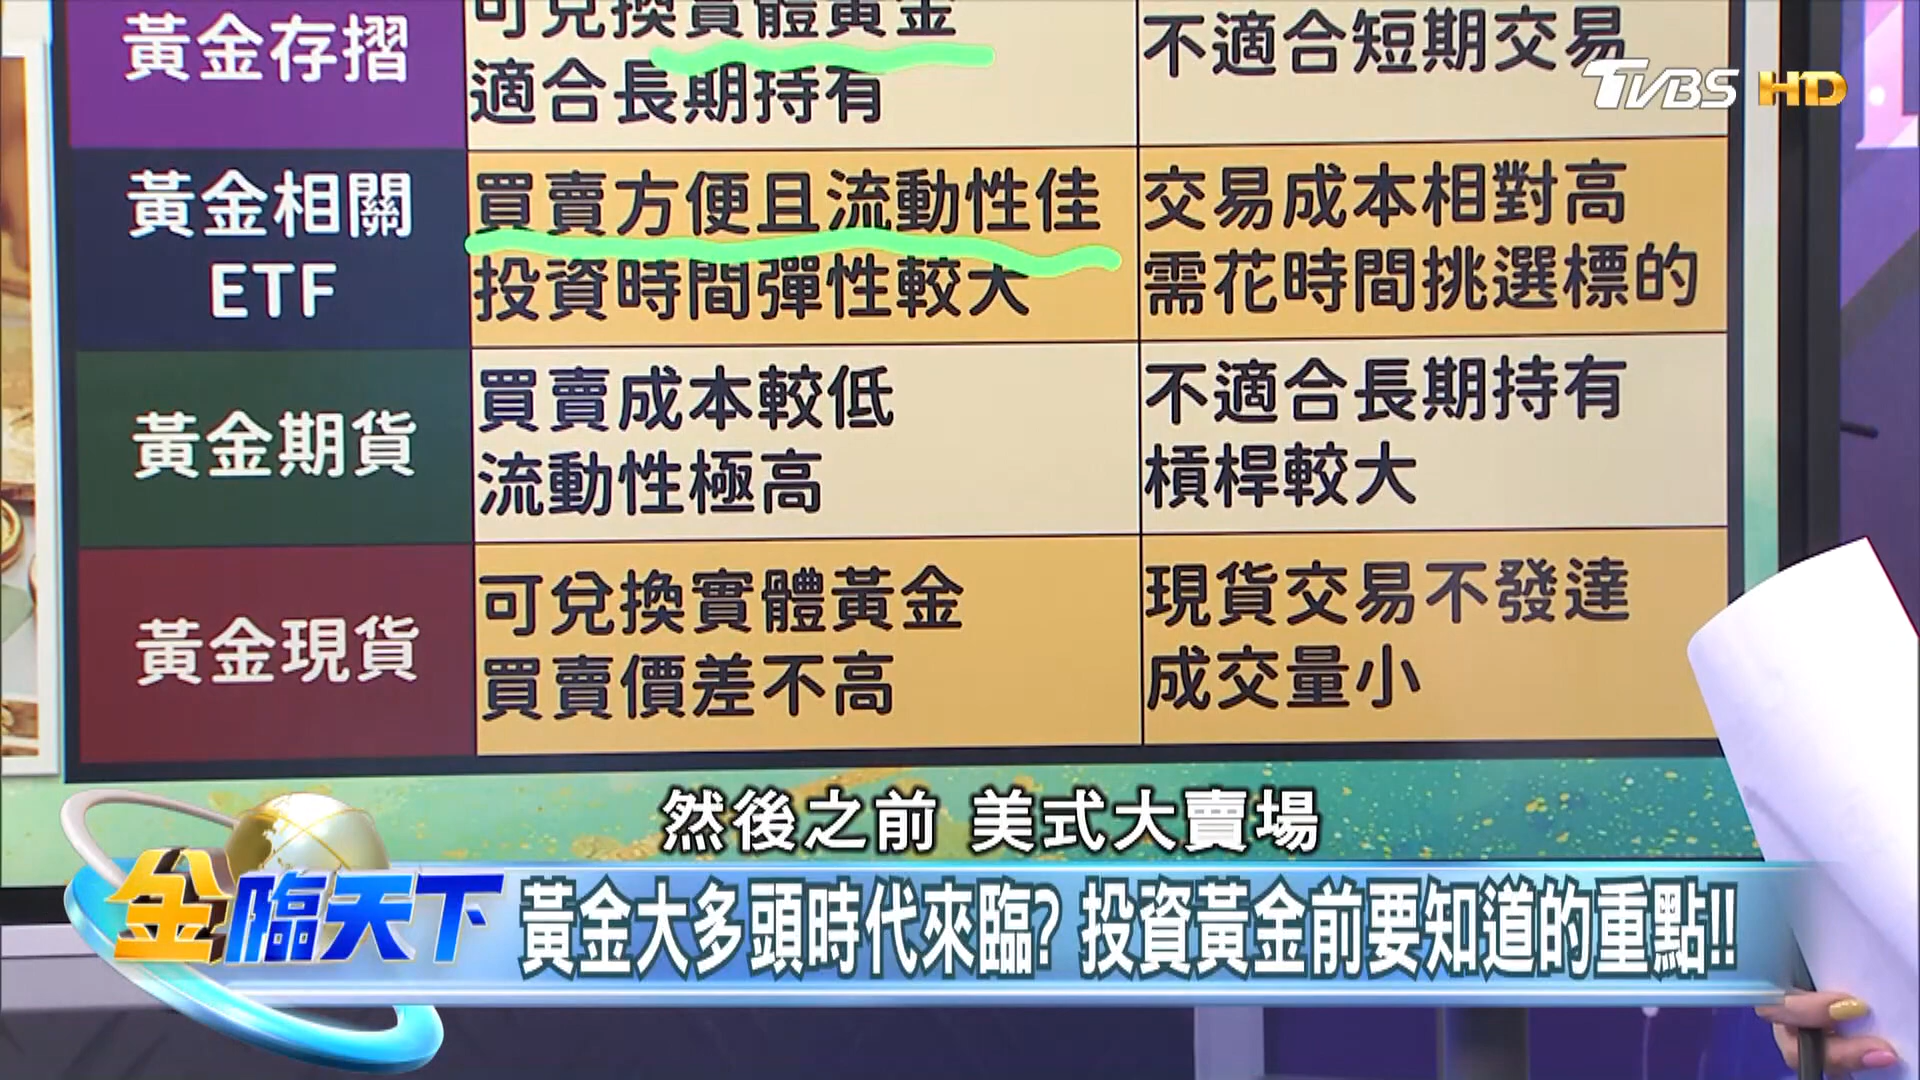 黃金存摺
可兌換實體黃金
適合長期持有
不適合短期交易
TVBS HD
黃金相關
ETF
買賣方便且流動性佳
投資時間彈性較大
交易成本相對高
需花時間挑選標的
黃金期貨
買賣成本較低
流動性極高
不適合長期持有
槓桿較大
黃金現貨
可兌換實體黃金
買賣價差不高
現貨交易不發達
成交量小
然後之前 美式大賣場
金臨天下
黃金大多頭時代來臨? 投資黃金前要知道的重點!!